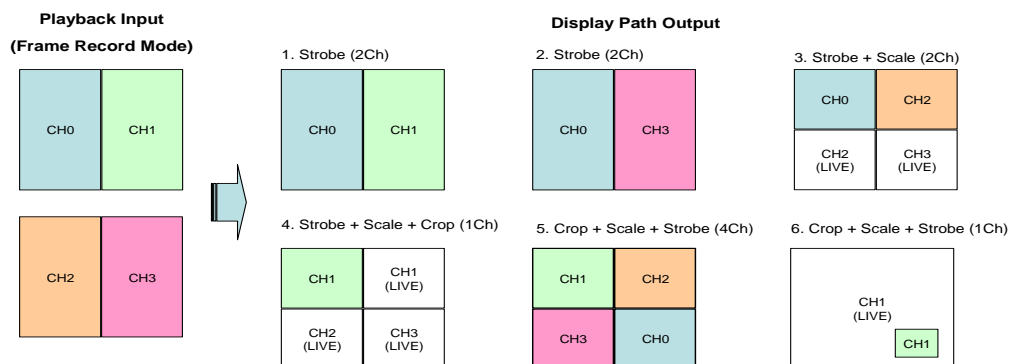 Playback Input
(Frame Record Mode)
Display Path Output
1. Strobe (2Ch)
2. Strobe (2Ch)
3. Strobe + Scale (2Ch)
CH0
CH1
CH0
CH1
CH0
CH3
CH0
CH2
CH2
(LIVE)
CH3
(LIVE)
4. Strobe + Scale + Crop (1Ch)
5. Crop + Scale + Strobe (4Ch)
6. Crop + Scale + Strobe (1Ch)
CH2
CH3
CH1
CH1
(LIVE)
CH2
(LIVE)
CH3
(LIVE)
CH1
CH2
CH3
CH0
CH1
(LIVE)
CH1